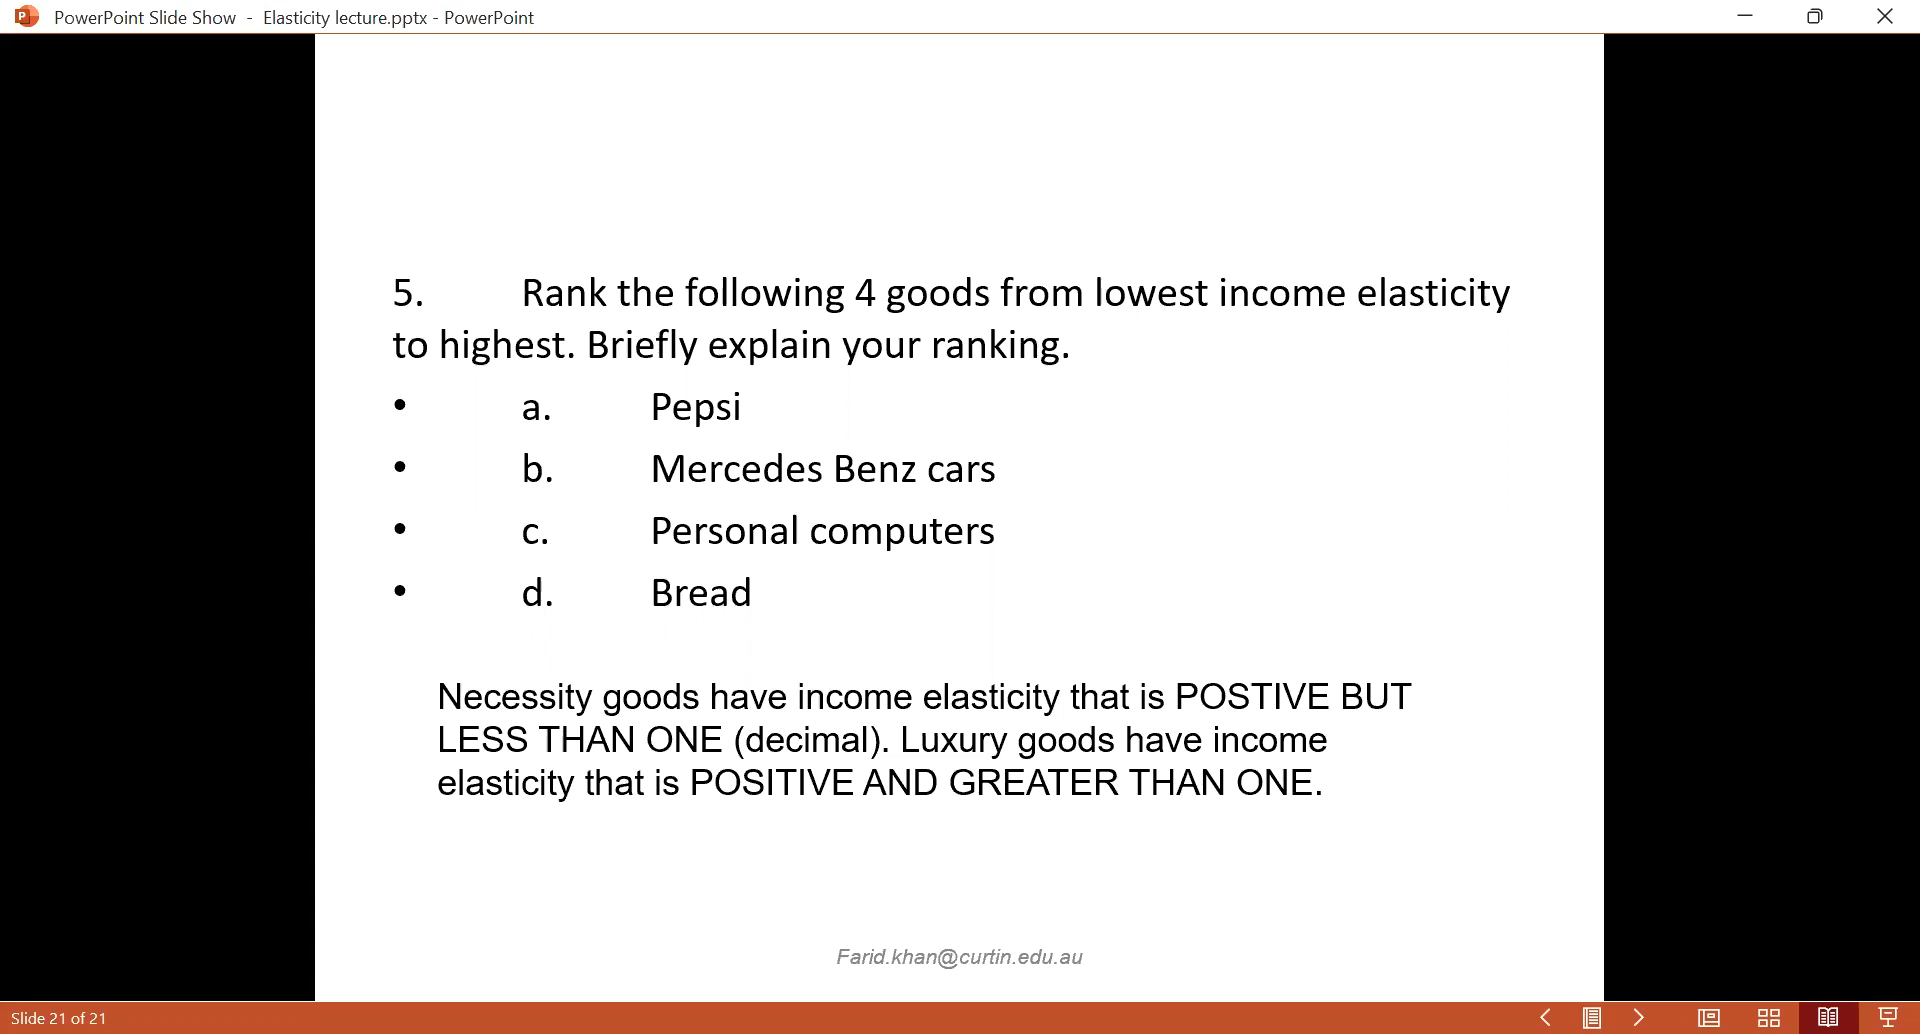 PowerPoint Slide Show - Elasticity lecture.pptx - PowerPoint
5. Rank the following 4 goods from lowest income elasticity
to highest. Briefly explain your ranking.
• a. Pepsi
• b. Mercedes Benz cars
• c. Personal computers
• d. Bread
Necessity goods have income elasticity that is POSTIVE BUT
LESS THAN ONE (decimal). Luxury goods have income
elasticity that is POSITIVE AND GREATER THAN ONE.
Farid.khan@curtin.edu.au
Slide 21 of 21